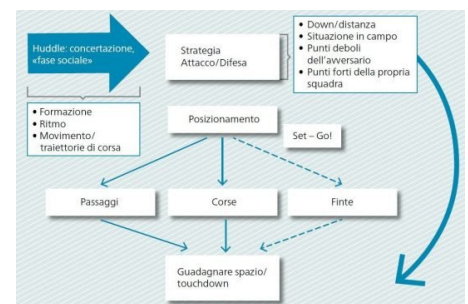 Huddle: concertazione,
«fase sociale»
• Formazione
• Ritmo
• Movimento/
traiettorie di corsa
Strategia
Attacco/Difesa
• Down/distanza
• Situazione in campo
• Punti deboli
dell'avversario
• Punti forti della propria
squadra
Posizionamento
Set – Go!
Passaggi
Corse
Finte
Guadagnare spazio/
touchdown